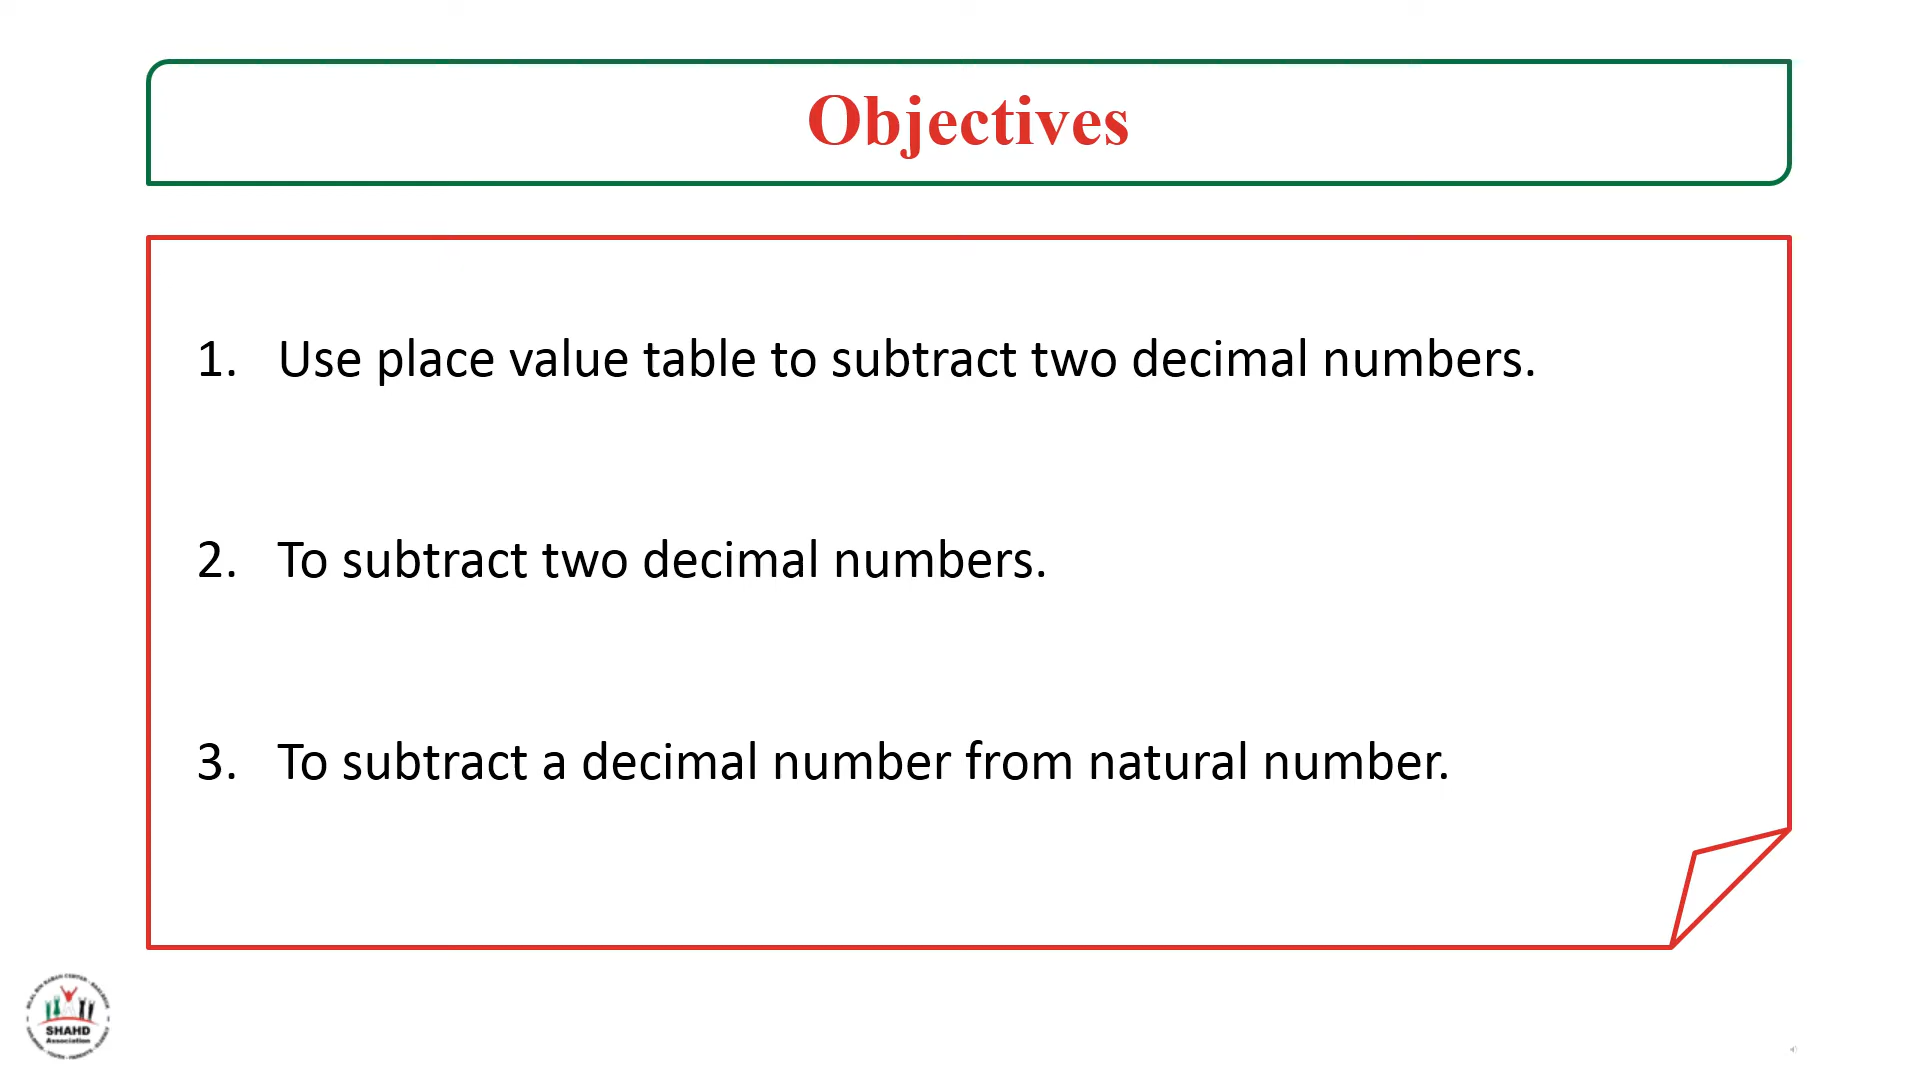 Objectives
1. Use place value table to subtract two decimal numbers.
2. To subtract two decimal numbers.
3. To subtract a decimal number from natural number.
SHAHD
Association